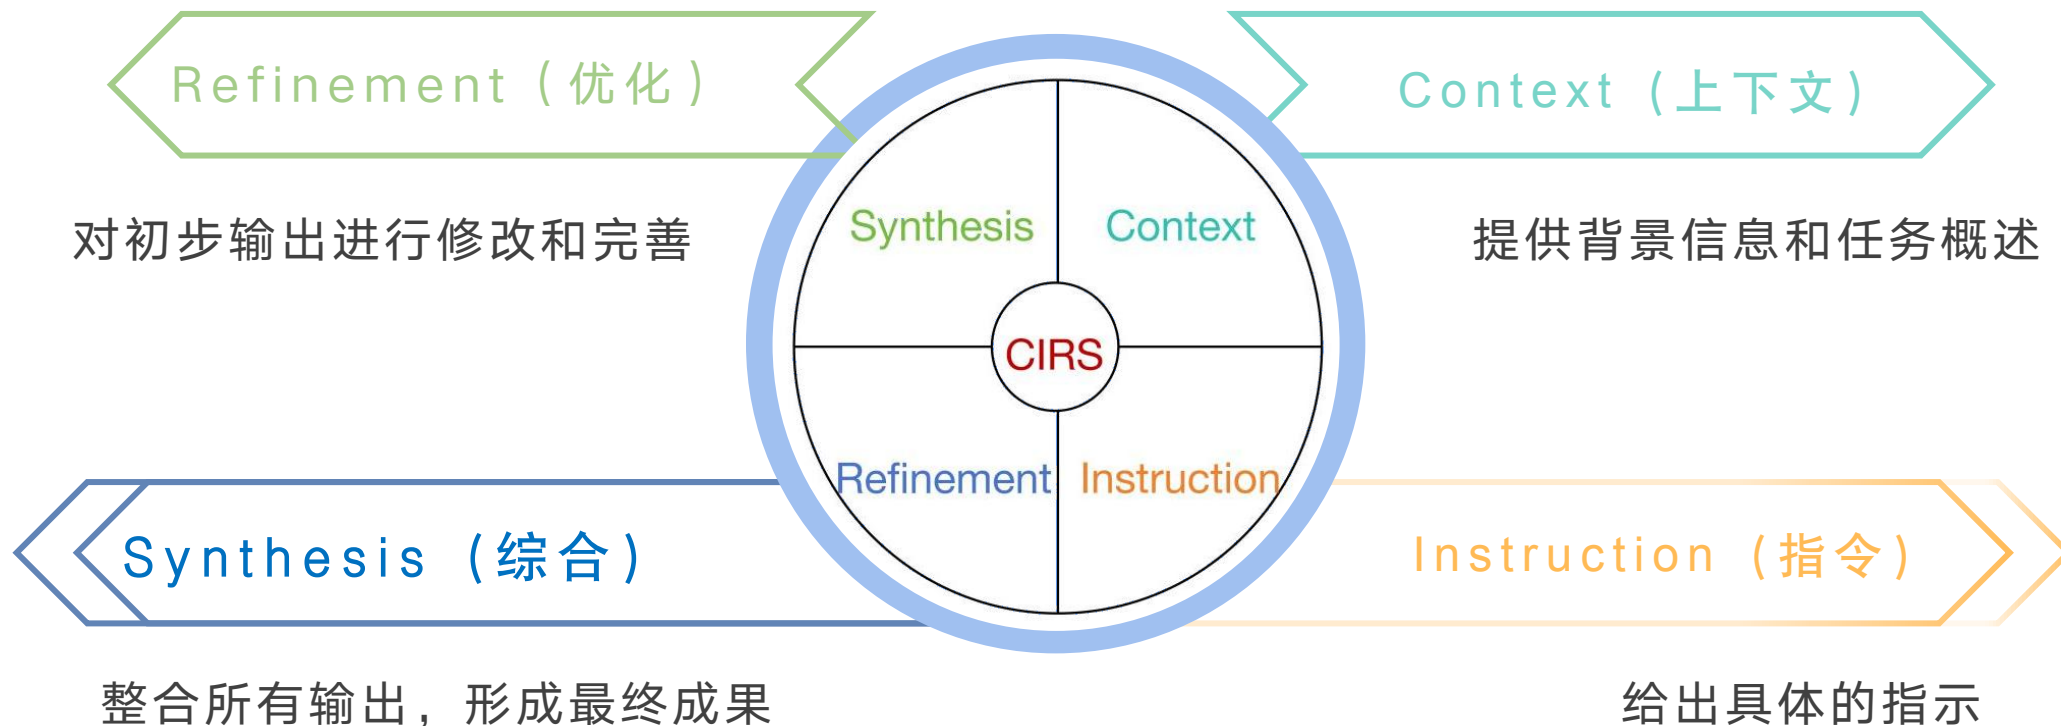 Refinement（优化）
Context（上下文）
对初步输出进行修改和完善
提供背景信息和任务概述
Synthesis
Context
CIRS
Refinement
Instruction
Synthesis（综合）
Instruction（指令）
整合所有输出，形成最终成果
给出具体的指示